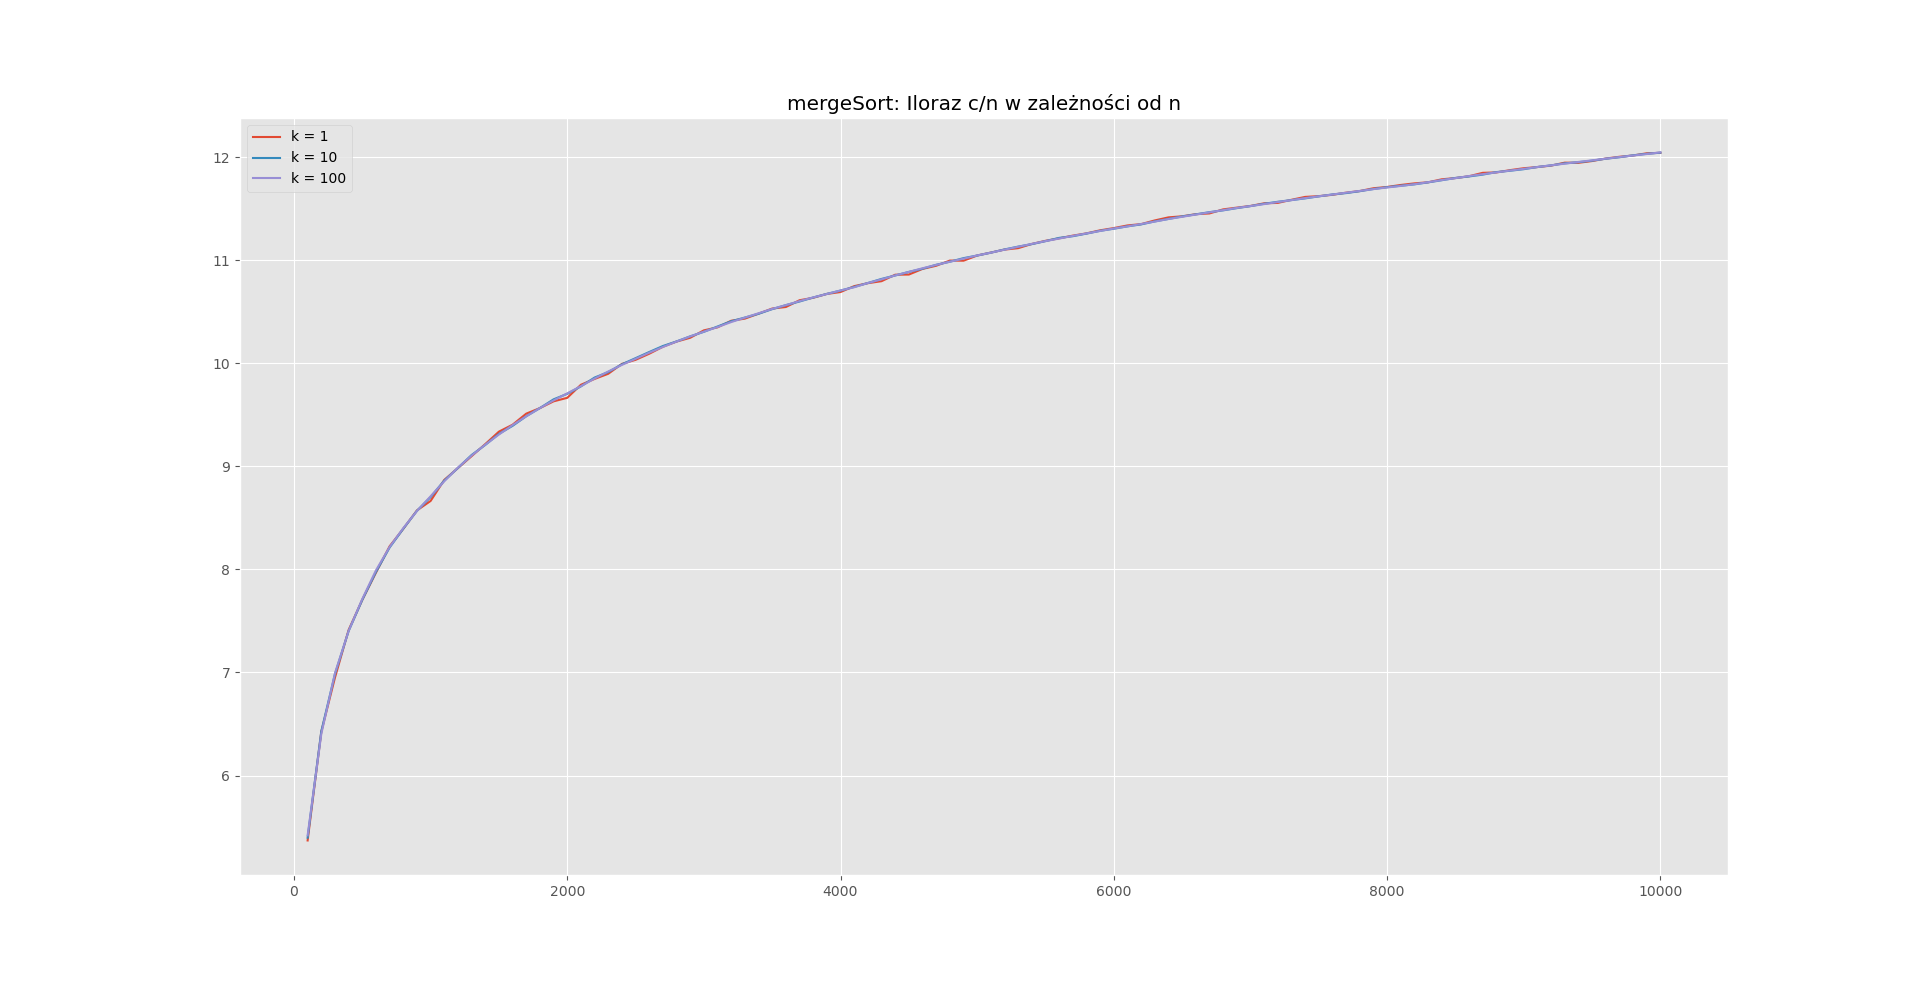 mergeSort: Iloraz c/n w zależności od n
k = 1
k = 10
k = 100
12
11
10
9
8
7
6
0 2000 4000 6000 8000 10000